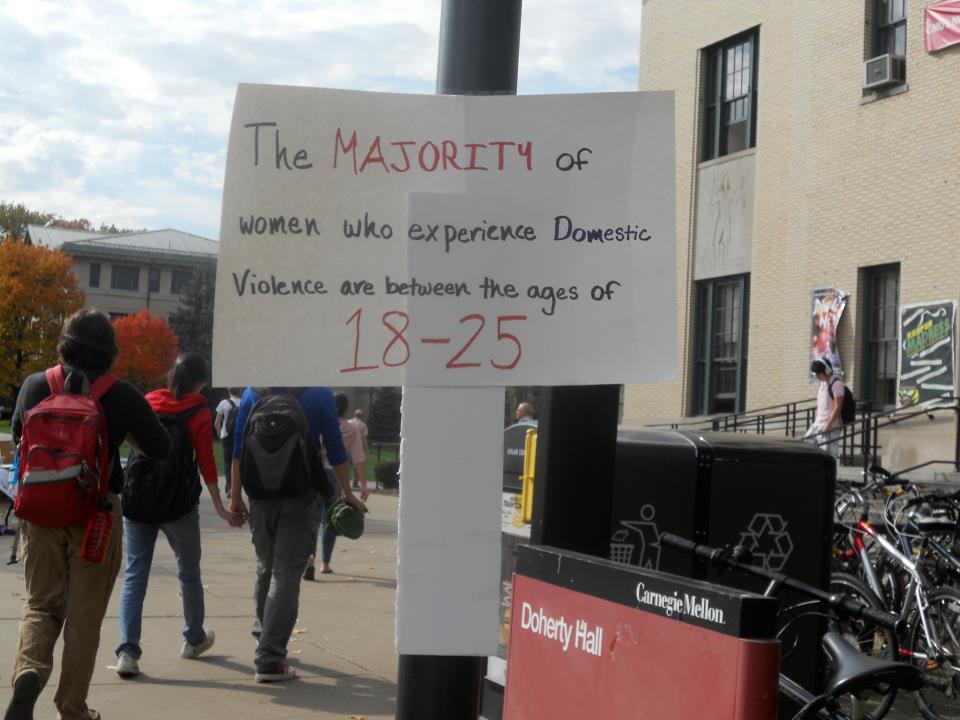 The MAJORITY of
women who experience Domestic
Violence are between the ages of
18-25
Carnegie Mellon
Doherty Hall
MADNESS